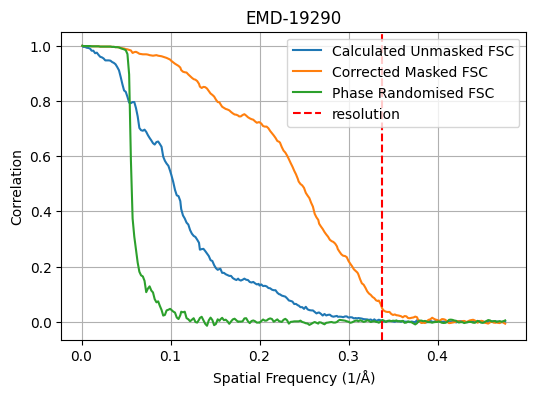 EMD-19290
Calculated Unmasked FSC
Corrected Masked FSC
Phase Randomised FSC
resolution
Correlation
1.0
0.8
0.6
0.4
0.2
0.0
0.0
0.1
0.2
0.3
0.4
Spatial Frequency (1/Å)